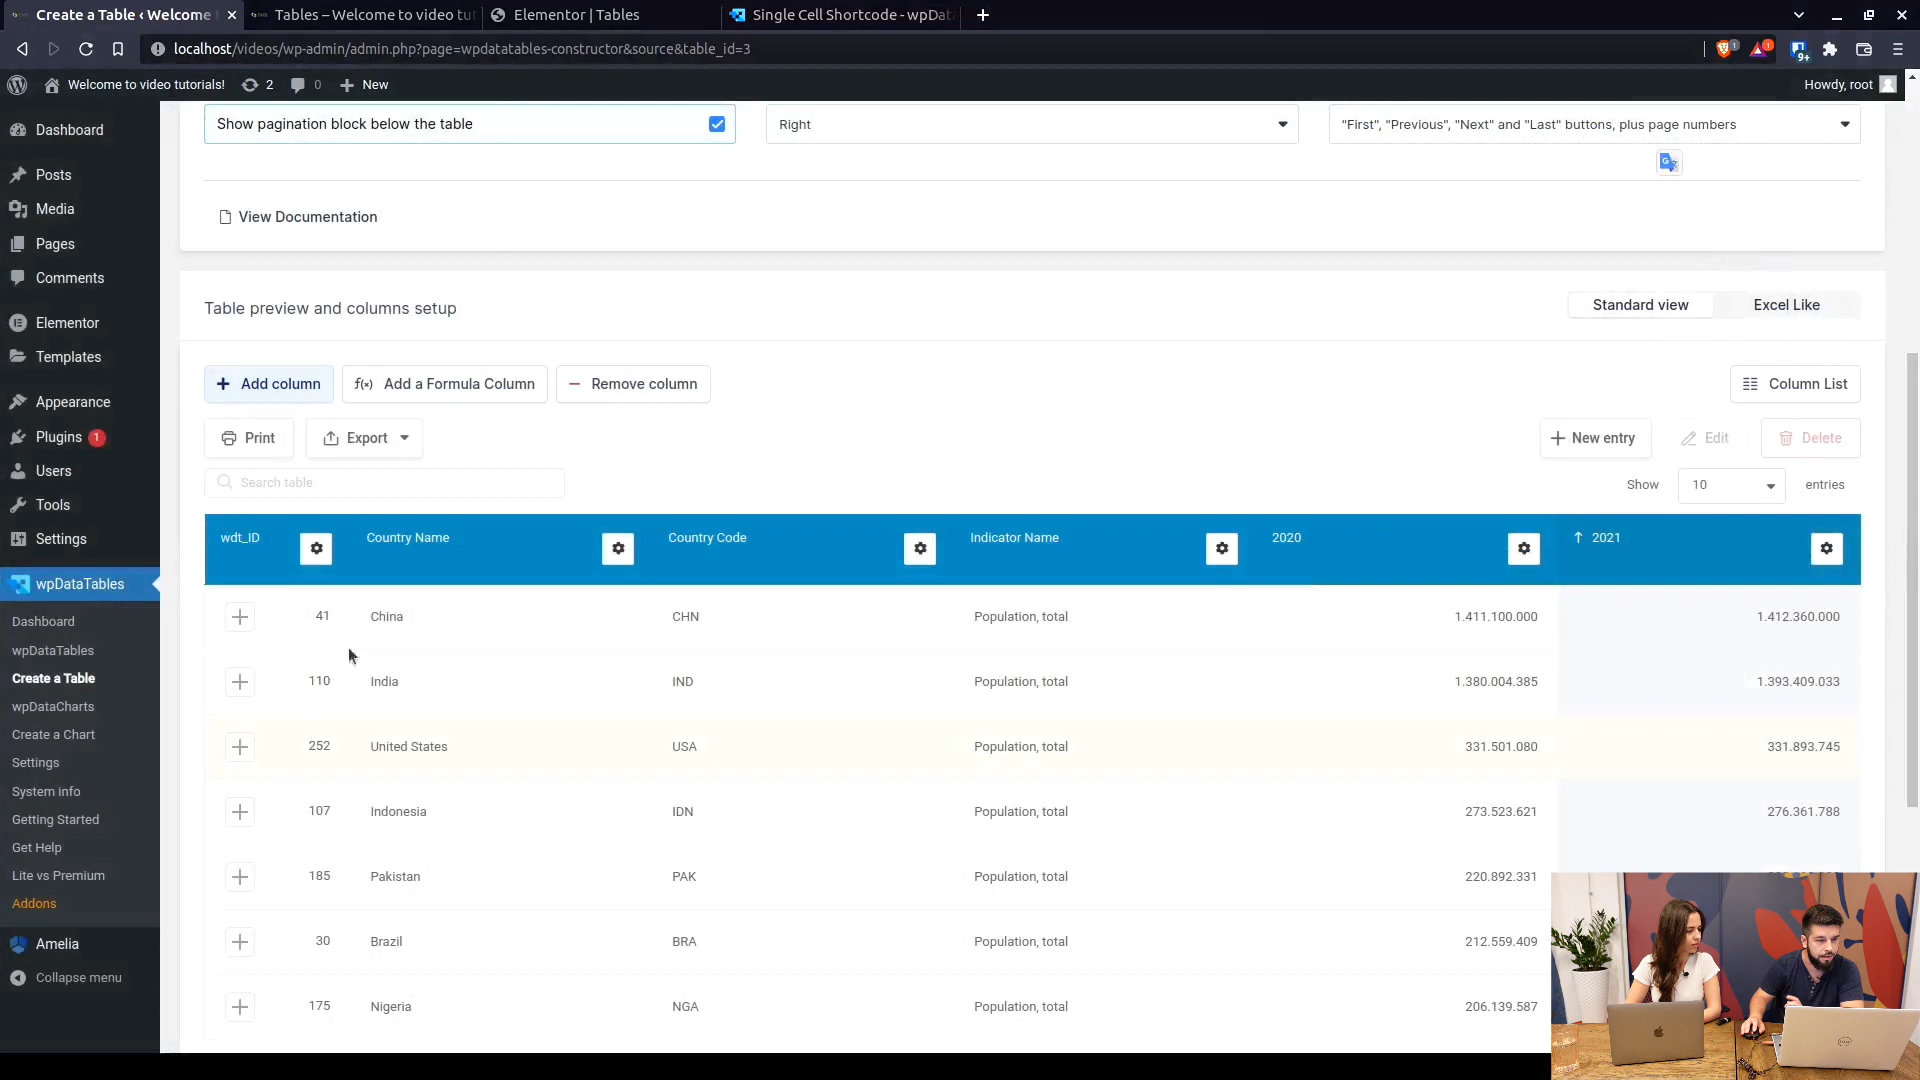 Create a Table ‹ Welcome
Tables – Welcome to video tut
Elementor | Tables
Single Cell Shortcode - wpDat
localhost/videos/wp-admin/admin.php?page=wpdatatables-constructor&source&table_id=3
1
1
9+
Welcome to video tutorials!
2
0
New
Howdy, root
Dashboard
Posts
Media
Pages
Comments
Elementor
Templates
Appearance
Plugins 1
Users
Tools
Settings
wpDataTables
Dashboard
wpDataTables
Create a Table
wpDataCharts
Create a Chart
Settings
System info
Getting Started
Get Help
Lite vs Premium
Addons
Amelia
Collapse menu
Show pagination block below the table
Right
"First", "Previous", "Next" and "Last" buttons, plus page numbers
View Documentation
Table preview and columns setup
Standard view
Excel Like
+ Add column
f(x) Add a Formula Column
− Remove column
Column List
Print
Export
+ New entry
Edit
Delete
Search table
Show 10 entries
wdt_ID Country Name Country Code Indicator Name 2020 ↑ 2021
41 China CHN Population, total 1.411.100.000 1.412.360.000
110 India IND Population, total 1.380.004.385 1.393.409.033
252 United States USA Population, total 331.501.080 331.893.745
107 Indonesia IDN Population, total 273.523.621 276.361.788
185 Pakistan PAK Population, total 220.892.331
30 Brazil BRA Population, total 212.559.409
175 Nigeria NGA Population, total 206.139.587